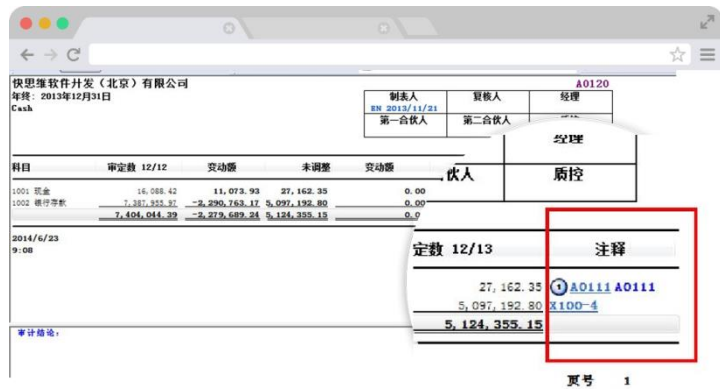 快思维软件开发（北京）有限公司
年终：2013年12月31日
Cash
A0120
制表人 复核人 经理
EN 2013/11/21
第一合伙人 第二合伙人
经理
伙人 质控
科目 审定数 12/12 变动额 未调整 变动额
1001 现金 16,088.42 11,073.93 27,162.35 0.00
1002 银行存款 7,387,955.97 -2,290,763.17 5,097,192.80 0.00
7,404,044.39 -2,279,689.24 5,124,355.15 0.0
2014/6/23
9:08
定数 12/13 注释
27,162.35 1 A0111 A0111
5,097,192.80 X100-4
5,124,355.15
审计结论：
页号 1